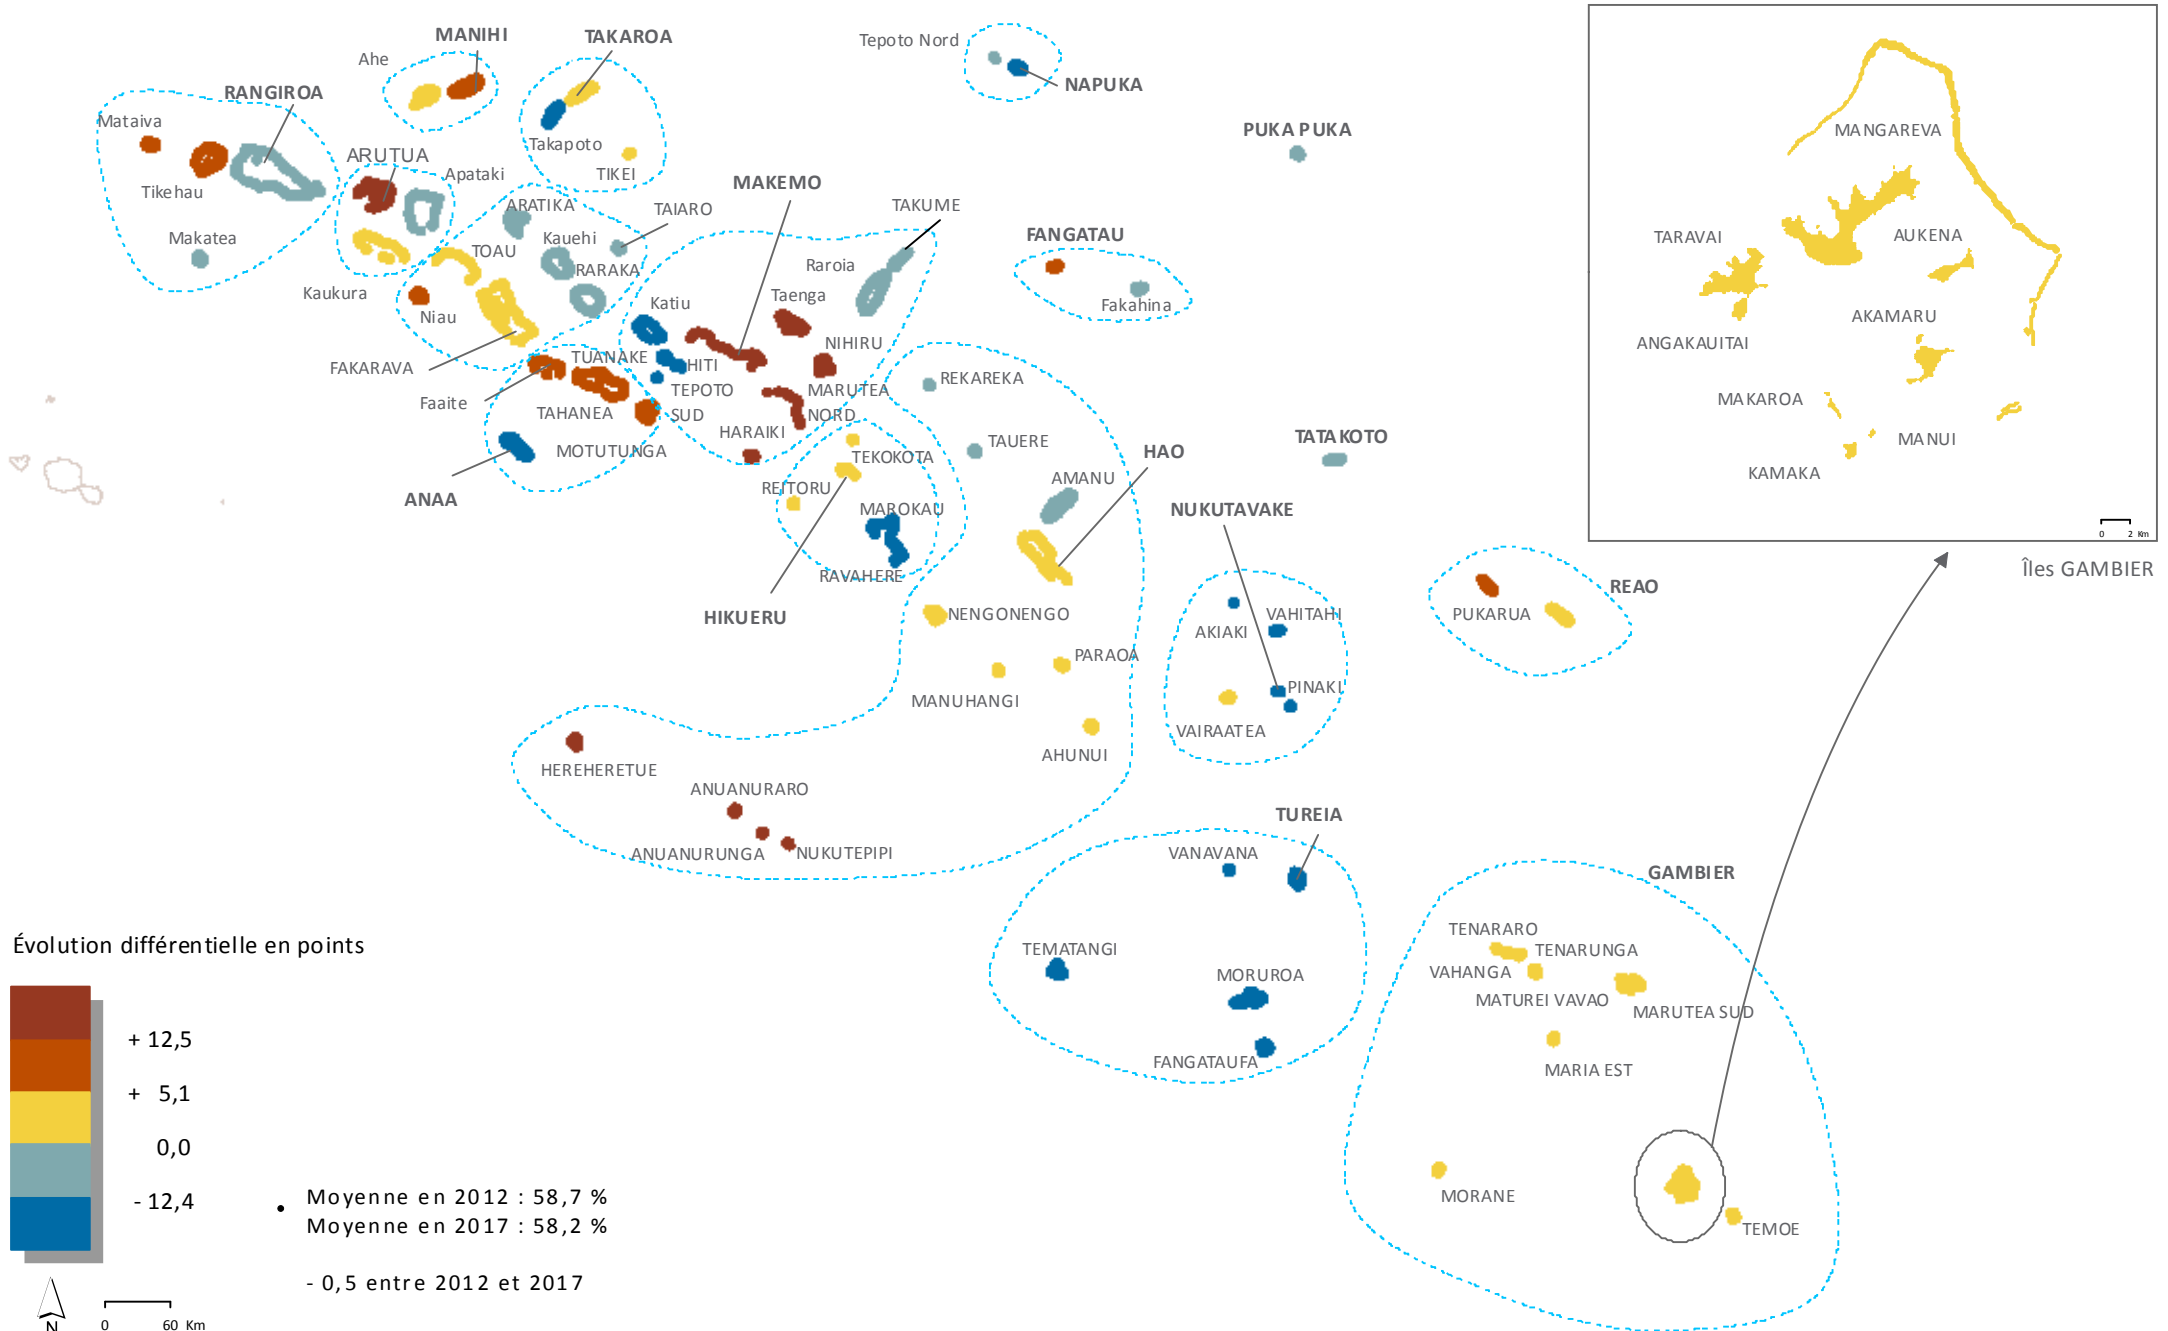 MANIHI
TAKAROA
Tepoto Nord
Ahe
NAPUKA
RANGIROA
Mataiva
PUKA PUKA
MANGAREVA
Takapoto
ARUTUA
Apataki
TIKEI
Tikehau
MAKEMO
ARATIKA
TAIARO
TAKUME
Makatea
Kauehi
FANGATAU
TARAVAI
AUKENA
TOAU
RARAKA
Raroia
Kaukura
Niau
Katiu
Taenga
Fakahina
AKAMARU
ANGAKAUITAI
NIHIRU
FAKARAVA
TUANAKE
HITI
REKAREKA
Faaite
TEPOTO
SUD
MARUTEA
NORD
MAKAROA
TAHANEA
HARAIKI
TAUERE
TATAKOTO
MANUI
MOTUTUNGA
TEKOKOTA
HAO
KAMAKA
ANAA
REITORU
AMANU
MAROKAU
NUKUTAVAKE
0 2 Km
Îles GAMBIER
RAVAHERE
REAO
HIKUERU
NENGONENGO
VAHITAHI
PUKARUA
AKIAKI
PARAOA
MANUHANGI
PINAKI
VAIRAATEA
AHUNUI
HEREHERETUE
ANUANURARO
TUREIA
ANUANURUNGA
NUKUTEPIPI
VANAVANA
GAMBIER
TENARARO
Évolution différentielle en points
TEMATANGI
TENARUNGA
VAHANGA
MORUROA
MATUREI VAVAO
MARUTEA SUD
+ 12,5
FANGATAUFA
MARIA EST
+ 5,1
0,0
- 12,4
Moyenne en 2012 : 58,7 %
MORANE
Moyenne en 2017 : 58,2 %
TEMOE
- 0,5 entre 2012 et 2017
N
0 60 Km